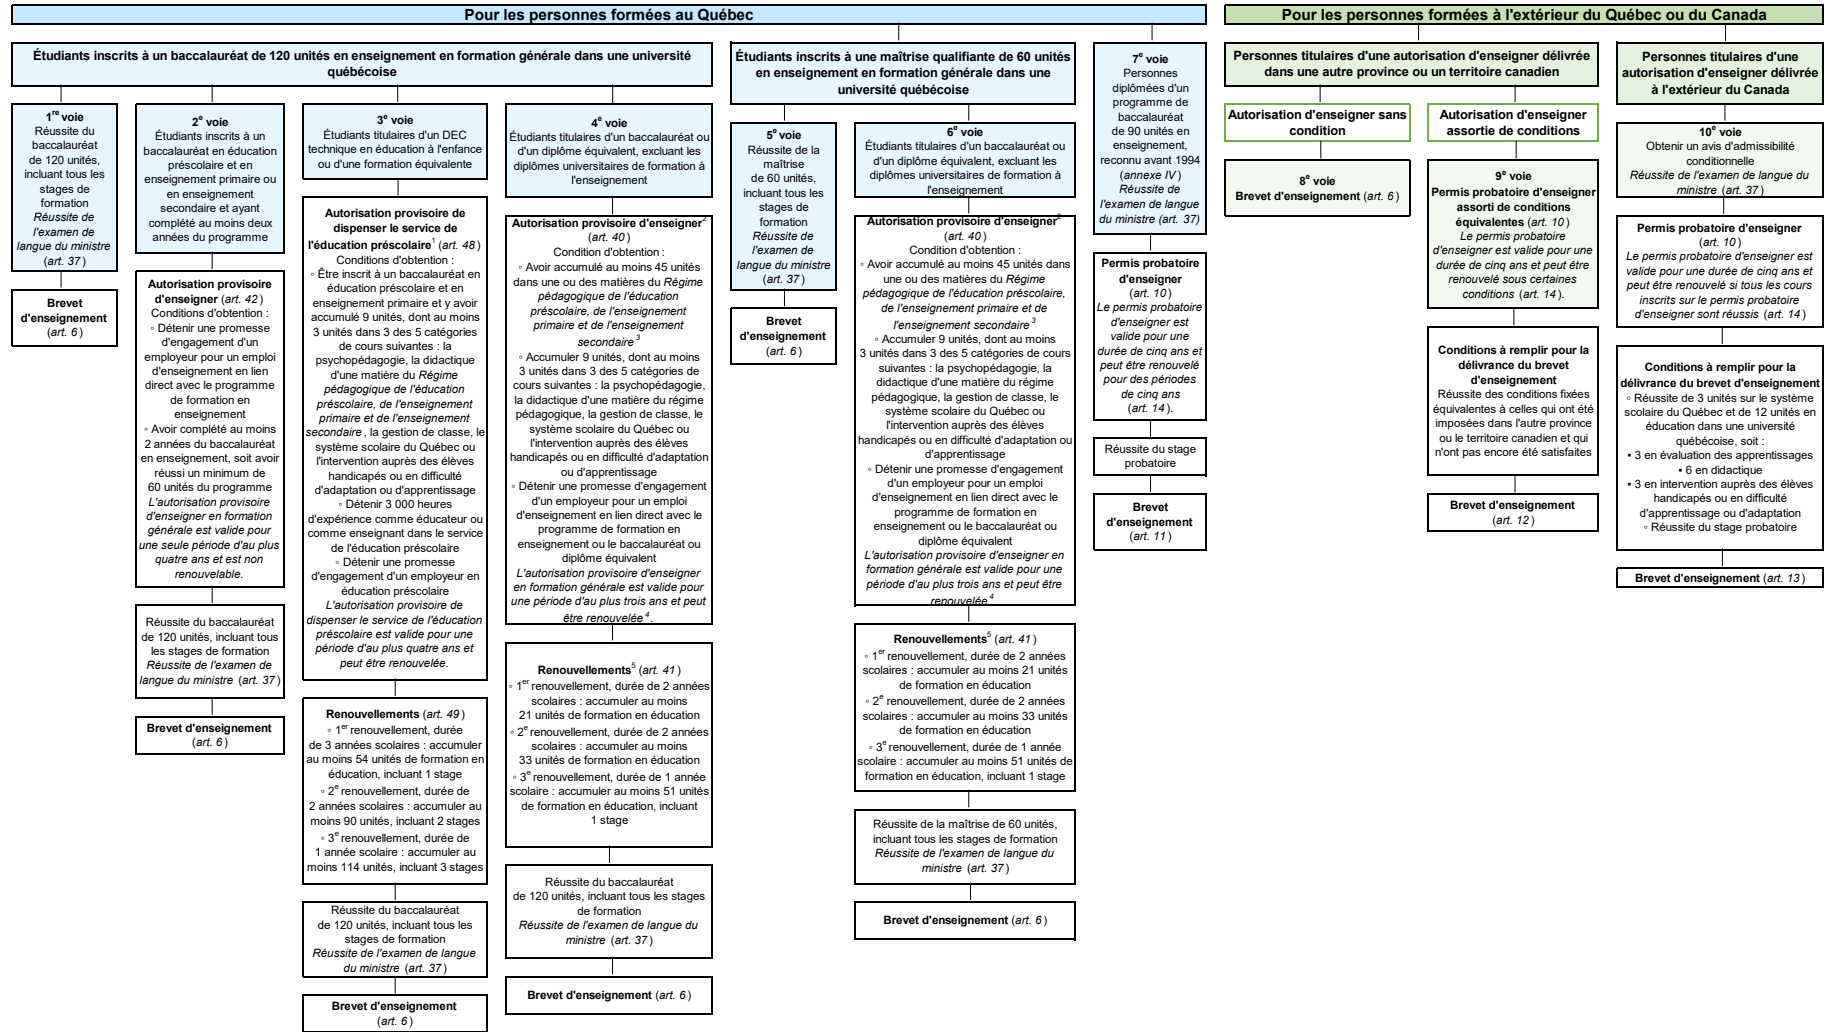 Pour les personnes formées au Québec
Étudiants inscrits à un baccalauréat de 120 unités en enseignement en formation générale dans une université
québécoise
1re voie
Réussite du
baccalauréat
de 120 unités,
incluant tous les
stages de
formation
Réussite de
l'examen de
langue du ministre
(art. 37)
Brevet
d'enseignement
(art. 6)
2e voie
Étudiants inscrits à un
baccalauréat en éducation
préscolaire et en
enseignement primaire ou
en enseignement
secondaire et ayant
complété au moins deux
années du programme
Autorisation provisoire
d'enseigner (art. 42)
Conditions d'obtention :
◦ Détenir une promesse
d'engagement d'un
employeur pour un emploi
d'enseignement en lien
direct avec le programme
de formation en
enseignement
◦ Avoir complété au moins
2 années du baccalauréat
en enseignement, soit avoir
réussi un minimum de
60 unités du programme
L'autorisation provisoire
d'enseigner en formation
générale est valide pour
une seule période d'au plus
quatre ans et est non
renouvelable.
Réussite du baccalauréat
de 120 unités, incluant tous
les stages de formation
Réussite de l'examen de
langue du ministre (art. 37)
Brevet d'enseignement
(art. 6)
3e voie
Étudiants titulaires d'un DEC
technique en éducation à l'enfance
ou d'une formation équivalente
Autorisation provisoire de
dispenser le service de
l'éducation préscolaire1 (art. 48)
Conditions d'obtention :
◦ Être inscrit à un baccalauréat en
éducation préscolaire et en
enseignement primaire et y avoir
accumulé 9 unités, dont au moins
3 unités dans 3 des 5 catégories
de cours suivantes : la
psychopédagogie, la didactique
d'une matière du Régime
pédagogique de l'éducation
préscolaire, de l'enseignement
primaire et de l'enseignement
secondaire, la gestion de classe, le
système scolaire du Québec ou
l'intervention auprès des élèves
handicapés ou en difficulté
d'adaptation ou d'apprentissage
◦ Détenir 3 000 heures
d'expérience comme éducateur ou
comme enseignant dans le service
de l'éducation préscolaire
◦ Détenir une promesse
d'engagement d'un employeur en
éducation préscolaire
L'autorisation provisoire de
dispenser le service de l'éducation
préscolaire est valide pour une
période d'au plus quatre ans et
peut être renouvelée.
Renouvellements (art. 49)
◦ 1er renouvellement, durée
de 3 années scolaires : accumuler
au moins 54 unités de formation en
éducation, incluant 1 stage
◦ 2e renouvellement, durée de
2 années scolaires : accumuler au
moins 90 unités, incluant 2 stages
◦ 3e renouvellement, durée de
1 année scolaire : accumuler au
moins 114 unités, incluant 3 stages
Réussite du baccalauréat
de 120 unités, incluant tous les
stages de formation
Réussite de l'examen de langue
du ministre (art. 37)
Brevet d'enseignement
(art. 6)
4e voie
Étudiants titulaires d'un baccalauréat ou
d'un diplôme équivalent, excluant les
diplômes universitaires de formation à
l'enseignement
Autorisation provisoire d'enseigner2
(art. 40)
Condition d'obtention :
◦ Avoir accumulé au moins 45 unités
dans une ou des matières du Régime
pédagogique de l'éducation
préscolaire, de l'enseignement
primaire et de l'enseignement
secondaire 3
◦ Accumuler 9 unités, dont au moins
3 unités dans 3 des 5 catégories de
cours suivantes : la psychopédagogie,
la didactique d'une matière du régime
pédagogique, la gestion de classe, le
système scolaire du Québec ou
l'intervention auprès des élèves
handicapés ou en difficulté d'adaptation
ou d'apprentissage
◦ Détenir une promesse d'engagement
d'un employeur pour un emploi
d'enseignement en lien direct avec le
programme de formation en
enseignement ou le baccalauréat ou
diplôme équivalent
L'autorisation provisoire d'enseigner
en formation générale est valide pour
une période d'au plus trois ans et peut
être renouvelée 4.
Renouvellements5 (art. 41)
◦ 1er renouvellement, durée de 2 années
scolaires : accumuler au moins
21 unités de formation en éducation
◦ 2e renouvellement, durée de 2 années
scolaires : accumuler au moins
33 unités de formation en éducation
◦ 3e renouvellement, durée de 1 année
scolaire : accumuler au moins 51 unités
de formation en éducation, incluant
1 stage
Réussite du baccalauréat
de 120 unités, incluant tous les stages
de formation
Réussite de l'examen de langue du
ministre (art. 37)
Brevet d'enseignement (art. 6)
Étudiants inscrits à une maîtrise qualifiante de 60 unités
en enseignement en formation générale dans une
université québécoise
5e voie
Réussite de la
maîtrise
de 60 unités,
incluant tous les
stages de
formation
Réussite de
l'examen de
langue du ministre
(art. 37)
Brevet
d'enseignement
(art. 6)
6e voie
Étudiants titulaires d'un baccalauréat ou
d'un diplôme équivalent, excluant les
diplômes universitaires de formation à
l'enseignement
Autorisation provisoire d'enseigner2
(art. 40)
Condition d'obtention :
◦ Avoir accumulé au moins 45 unités dans
une ou des matières du Régime
pédagogique de l'éducation préscolaire,
de l'enseignement primaire et de
l'enseignement secondaire 3
◦ Accumuler 9 unités, dont au moins
3 unités dans 3 des 5 catégories de cours
suivantes : la psychopédagogie, la
didactique d'une matière du régime
pédagogique, la gestion de classe, le
système scolaire du Québec ou
l'intervention auprès des élèves
handicapés ou en difficulté d'adaptation ou
d'apprentissage
◦ Détenir une promesse d'engagement
d'un employeur pour un emploi
d'enseignement en lien direct avec le
programme de formation en
enseignement ou le baccalauréat ou
diplôme équivalent
L'autorisation provisoire d'enseigner en
formation générale est valide pour une
période d'au plus trois ans et peut être
renouvelée 4
Renouvellements5 (art. 41)
◦ 1er renouvellement, durée de 2 années
scolaires : accumuler au moins 21 unités
de formation en éducation
◦ 2e renouvellement, durée de 2 années
scolaires : accumuler au moins 33 unités
de formation en éducation
◦ 3e renouvellement, durée de 1 année
scolaire : accumuler au moins 51 unités de
formation en éducation, incluant 1 stage
Réussite de la maîtrise de 60 unités,
incluant tous les stages de formation
Réussite de l'examen de langue du
ministre (art. 37)
Brevet d'enseignement (art. 6)
7e voie
Personnes
diplômées d'un
programme de
baccalauréat
de 90 unités en
enseignement,
reconnu avant 1994
(annexe IV)
Réussite de
l'examen de langue
du ministre (art. 37)
Permis probatoire
d'enseigner
(art. 10)
Le permis probatoire
d'enseigner est
valide pour une
durée de cinq ans et
peut être renouvelé
pour des périodes
de cinq ans
(art. 14).
Réussite du stage
probatoire
Brevet
d'enseignement
(art. 11)
Pour les personnes formées à l'extérieur du Québec ou du Canada
Personnes titulaires d'une autorisation d'enseigner délivrée
dans une autre province ou un territoire canadien
Autorisation d'enseigner sans
condition
8e voie
Brevet d'enseignement (art. 6)
Autorisation d'enseigner
assortie de conditions
9e voie
Permis probatoire d'enseigner
assorti de conditions
équivalentes (art. 10)
Le permis probatoire
d'enseigner est valide pour une
durée de cinq ans et peut être
renouvelé sous certaines
conditions (art. 14).
Conditions à remplir pour la
délivrance du brevet
d'enseignement
Réussite des conditions fixées
équivalentes à celles qui ont été
imposées dans l'autre province
ou le territoire canadien et qui
n'ont pas encore été satisfaites
Brevet d'enseignement
(art. 12)
Personnes titulaires d'une
autorisation d'enseigner délivrée
à l'extérieur du Canada
10e voie
Obtenir un avis d'admissibilité
conditionnelle
Réussite de l'examen de langue du
ministre (art. 37)
Permis probatoire d'enseigner
(art. 10)
Le permis probatoire d'enseigner est
valide pour une durée de cinq ans et
peut être renouvelé si tous les cours
inscrits sur le permis probatoire
d'enseigner sont réussis (art. 14)
Conditions à remplir pour la
délivrance du brevet d'enseignement
◦ Réussite de 3 unités sur le système
scolaire du Québec et de 12 unités en
éducation dans une université
québécoise, soit :
• 3 en évaluation des apprentissages
• 6 en didactique
• 3 en intervention auprès des élèves
handicapés ou en difficulté
d'apprentissage ou d'adaptation
◦ Réussite du stage probatoire
Brevet d'enseignement (art. 13)